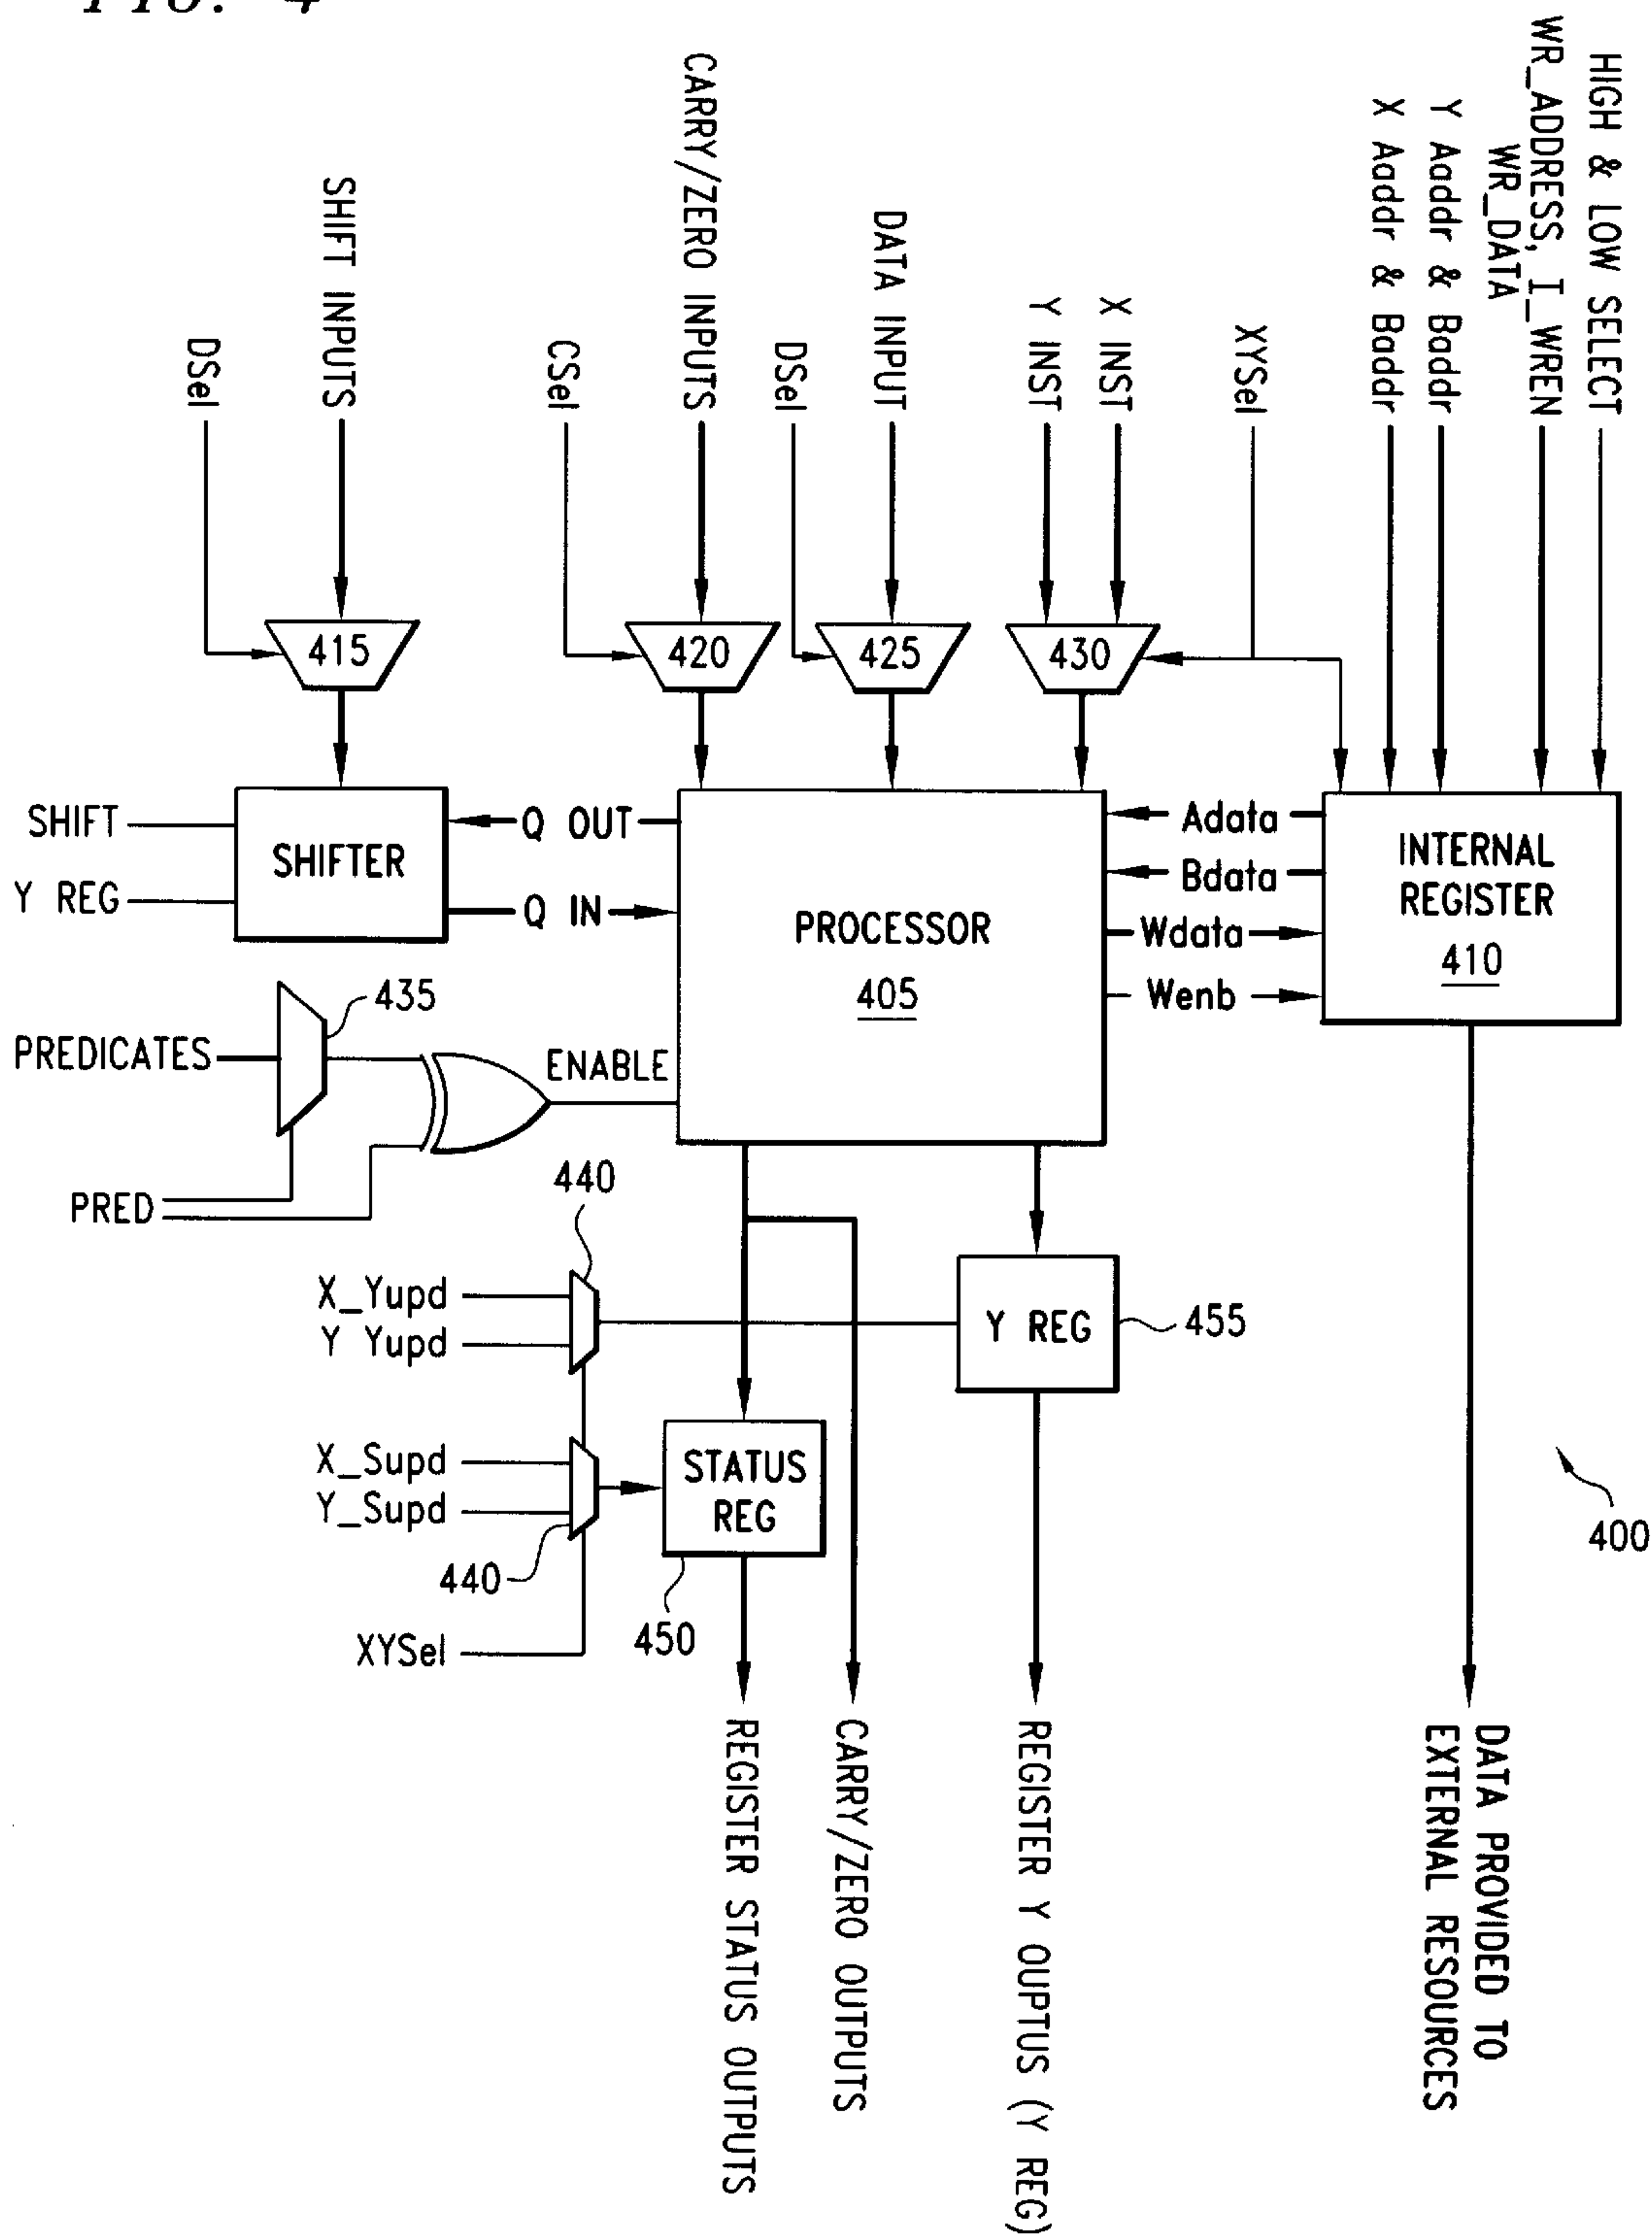 FIG. 4
HIGH & LOW SELECT
WR_ADDRESS, I_WREN
WR_DATA
Y Aaddr & Baddr
X Aaddr & Baddr
XYSel
X INST
Y INST
DATA INPUT
DSel
CARRY/ZERO INPUTS
CSel
SHIFT INPUTS
DSel
415
420
425
430
SHIFT
Y REG
SHIFTER
Q OUT
Q IN
PROCESSOR
405
Adata
Bdata
Wdata
Wenb
INTERNAL
REGISTER
410
435
PREDICATES
ENABLE
PRED
440
X_Yupd
Y Yupd
Y REG
455
X_Supd
Y_Supd
STATUS
REG
440
450
XYSel
400
REGISTER STATUS OUTPUTS
CARRY/ZERO OUTPUTS
REGISTER Y OUPTUS (Y REG)
DATA PROVIDED TO
EXTERNAL RESOURCES